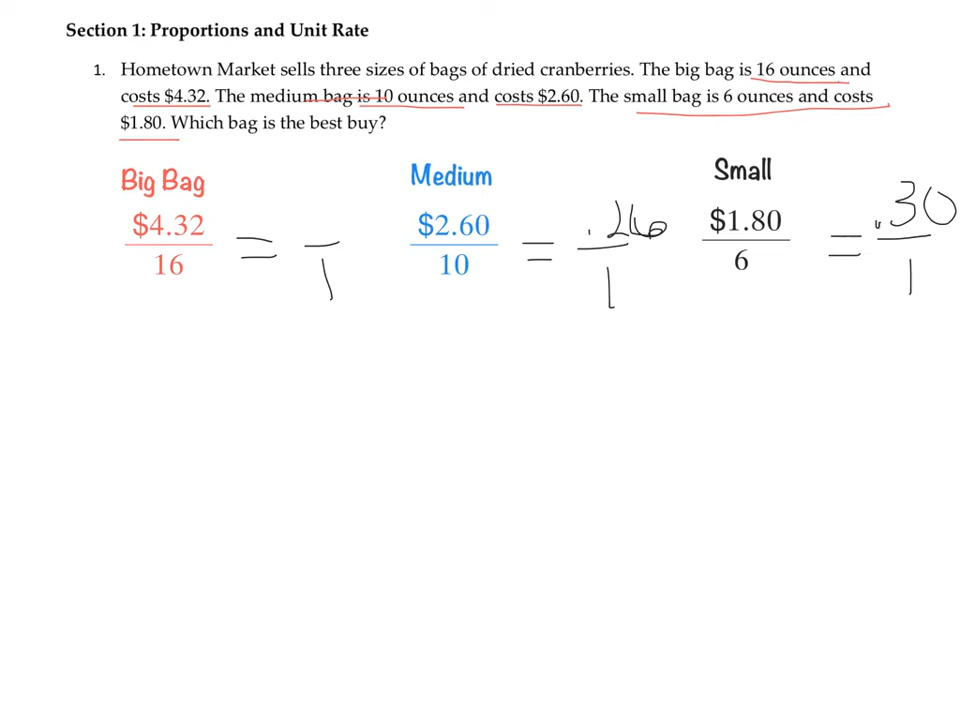 Section 1: Proportions and Unit Rate
1. Hometown Market sells three sizes of bags of dried cranberries. The big bag is 16 ounces and
costs $4.32. The medium bag is 10 ounces and costs $2.60. The small bag is 6 ounces and costs
$1.80. Which bag is the best buy?
Big Bag
$4.32
16
=
1
Medium
$2.60
10
=
.26
1
Small
$1.80
6
=
.30
1